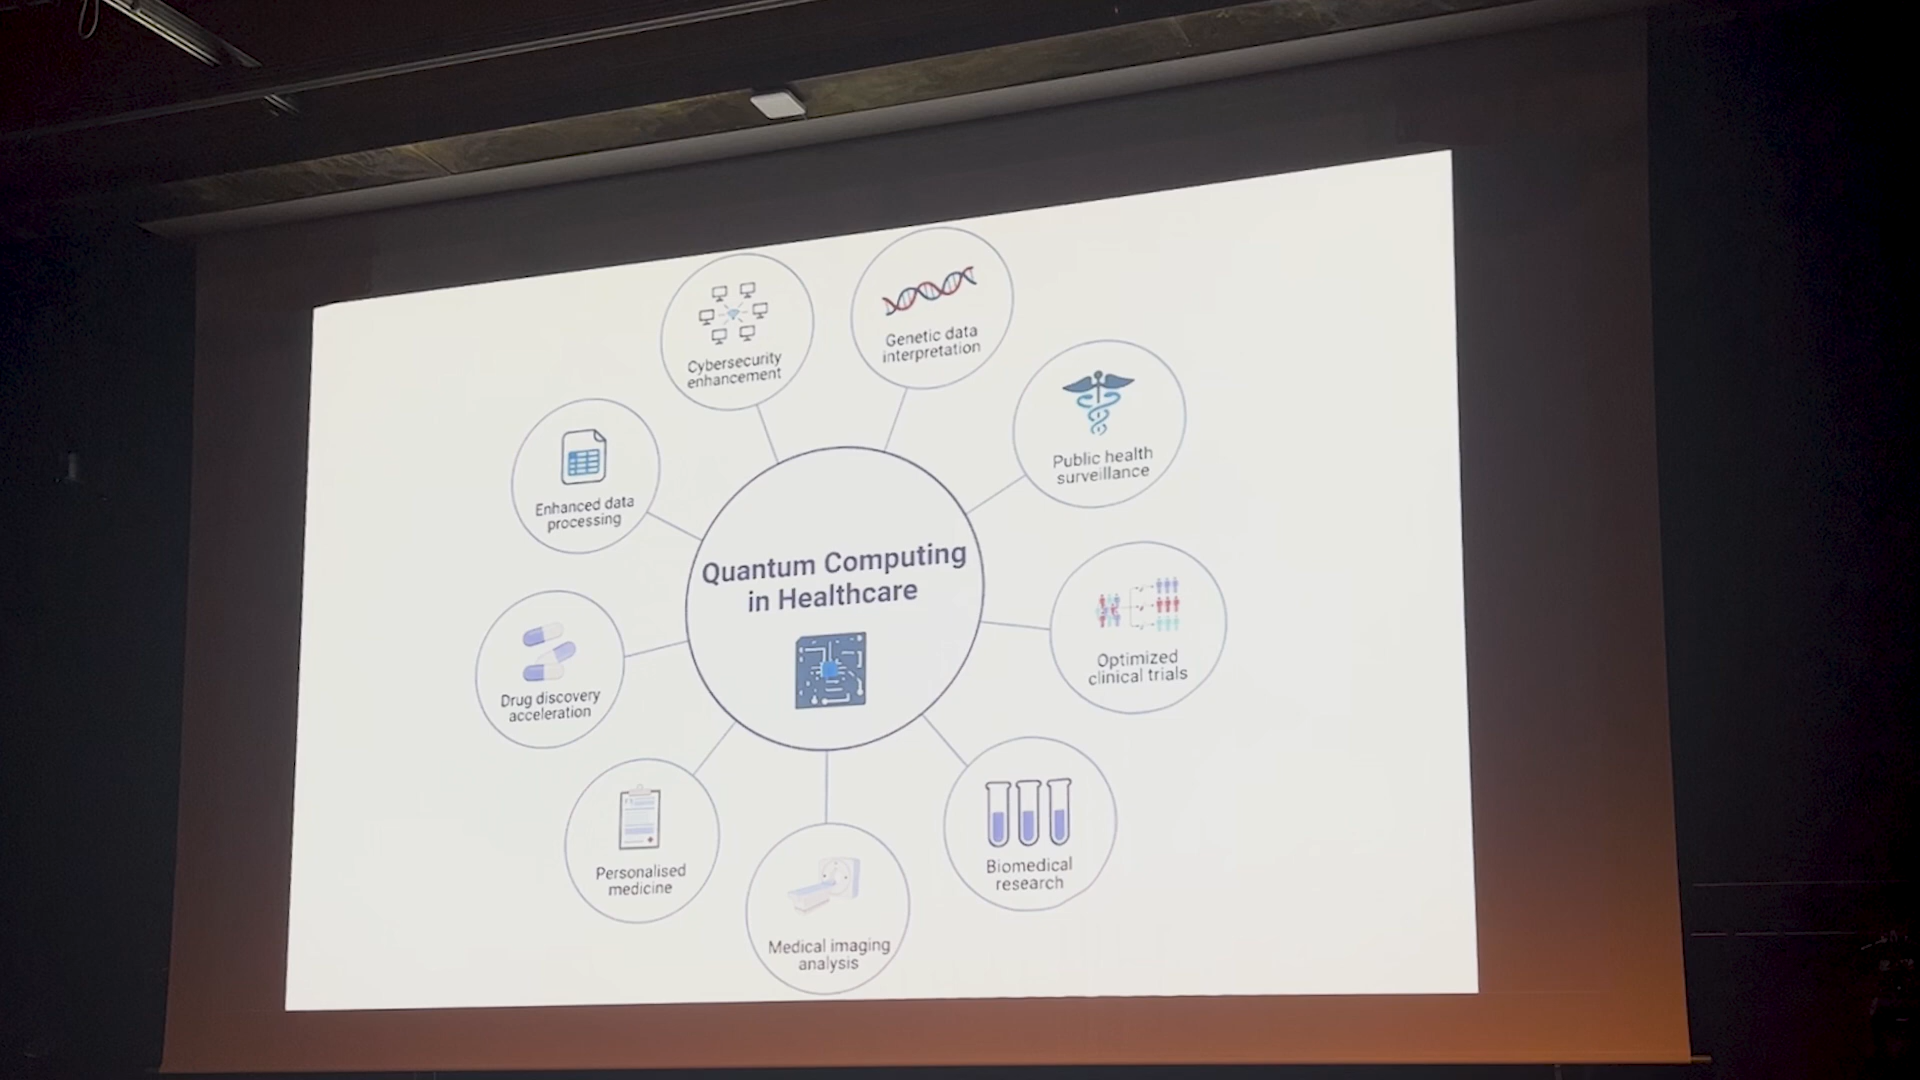 Quantum Computing
in Healthcare
Cybersecurity
enhancement
Genetic data
interpretation
Public health
surveillance
Optimized
clinical trials
Biomedical
research
Medical imaging
analysis
Personalised
medicine
Drug discovery
acceleration
Enhanced data
processing